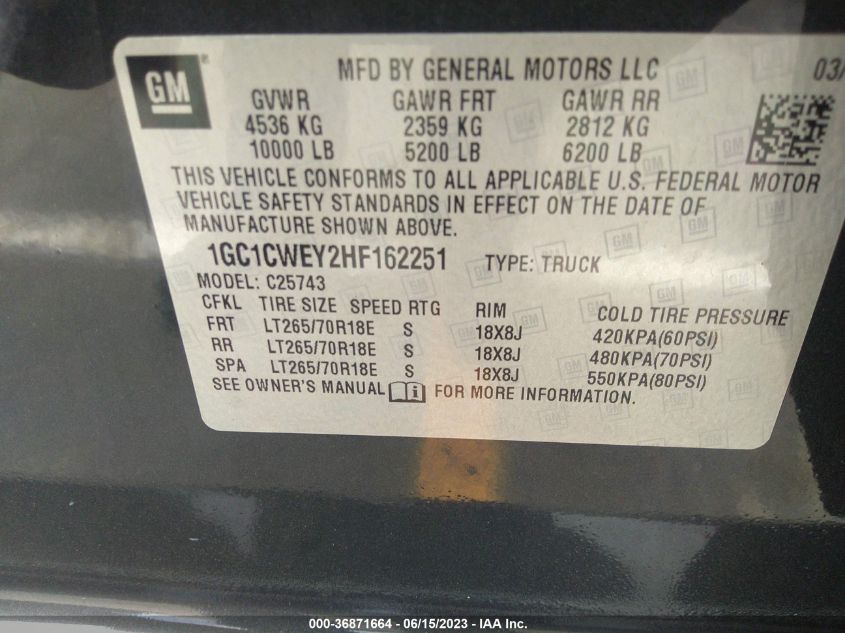 GM
MFD BY GENERAL MOTORS LLC 03/
GVWR GAWR FRT GAWR RR
4536 KG 2359 KG 2812 KG
10000 LB 5200 LB 6200 LB
THIS VEHICLE CONFORMS TO ALL APPLICABLE U.S. FEDERAL MOTOR
VEHICLE SAFETY STANDARDS IN EFFECT ON THE DATE OF
MANUFACTURE SHOWN ABOVE.
1GC1CWEY2HF162251 TYPE: TRUCK
MODEL: C25743
CFKL TIRE SIZE SPEED RTG RIM COLD TIRE PRESSURE
FRT LT265/70R18E S 18X8J 420KPA(60PSI)
RR LT265/70R18E S 18X8J 480KPA(70PSI)
SPA LT265/70R18E S 18X8J 550KPA(80PSI)
SEE OWNER'S MANUAL i FOR MORE INFORMATION.
000-36871664 - 06/15/2023 - IAA Inc.